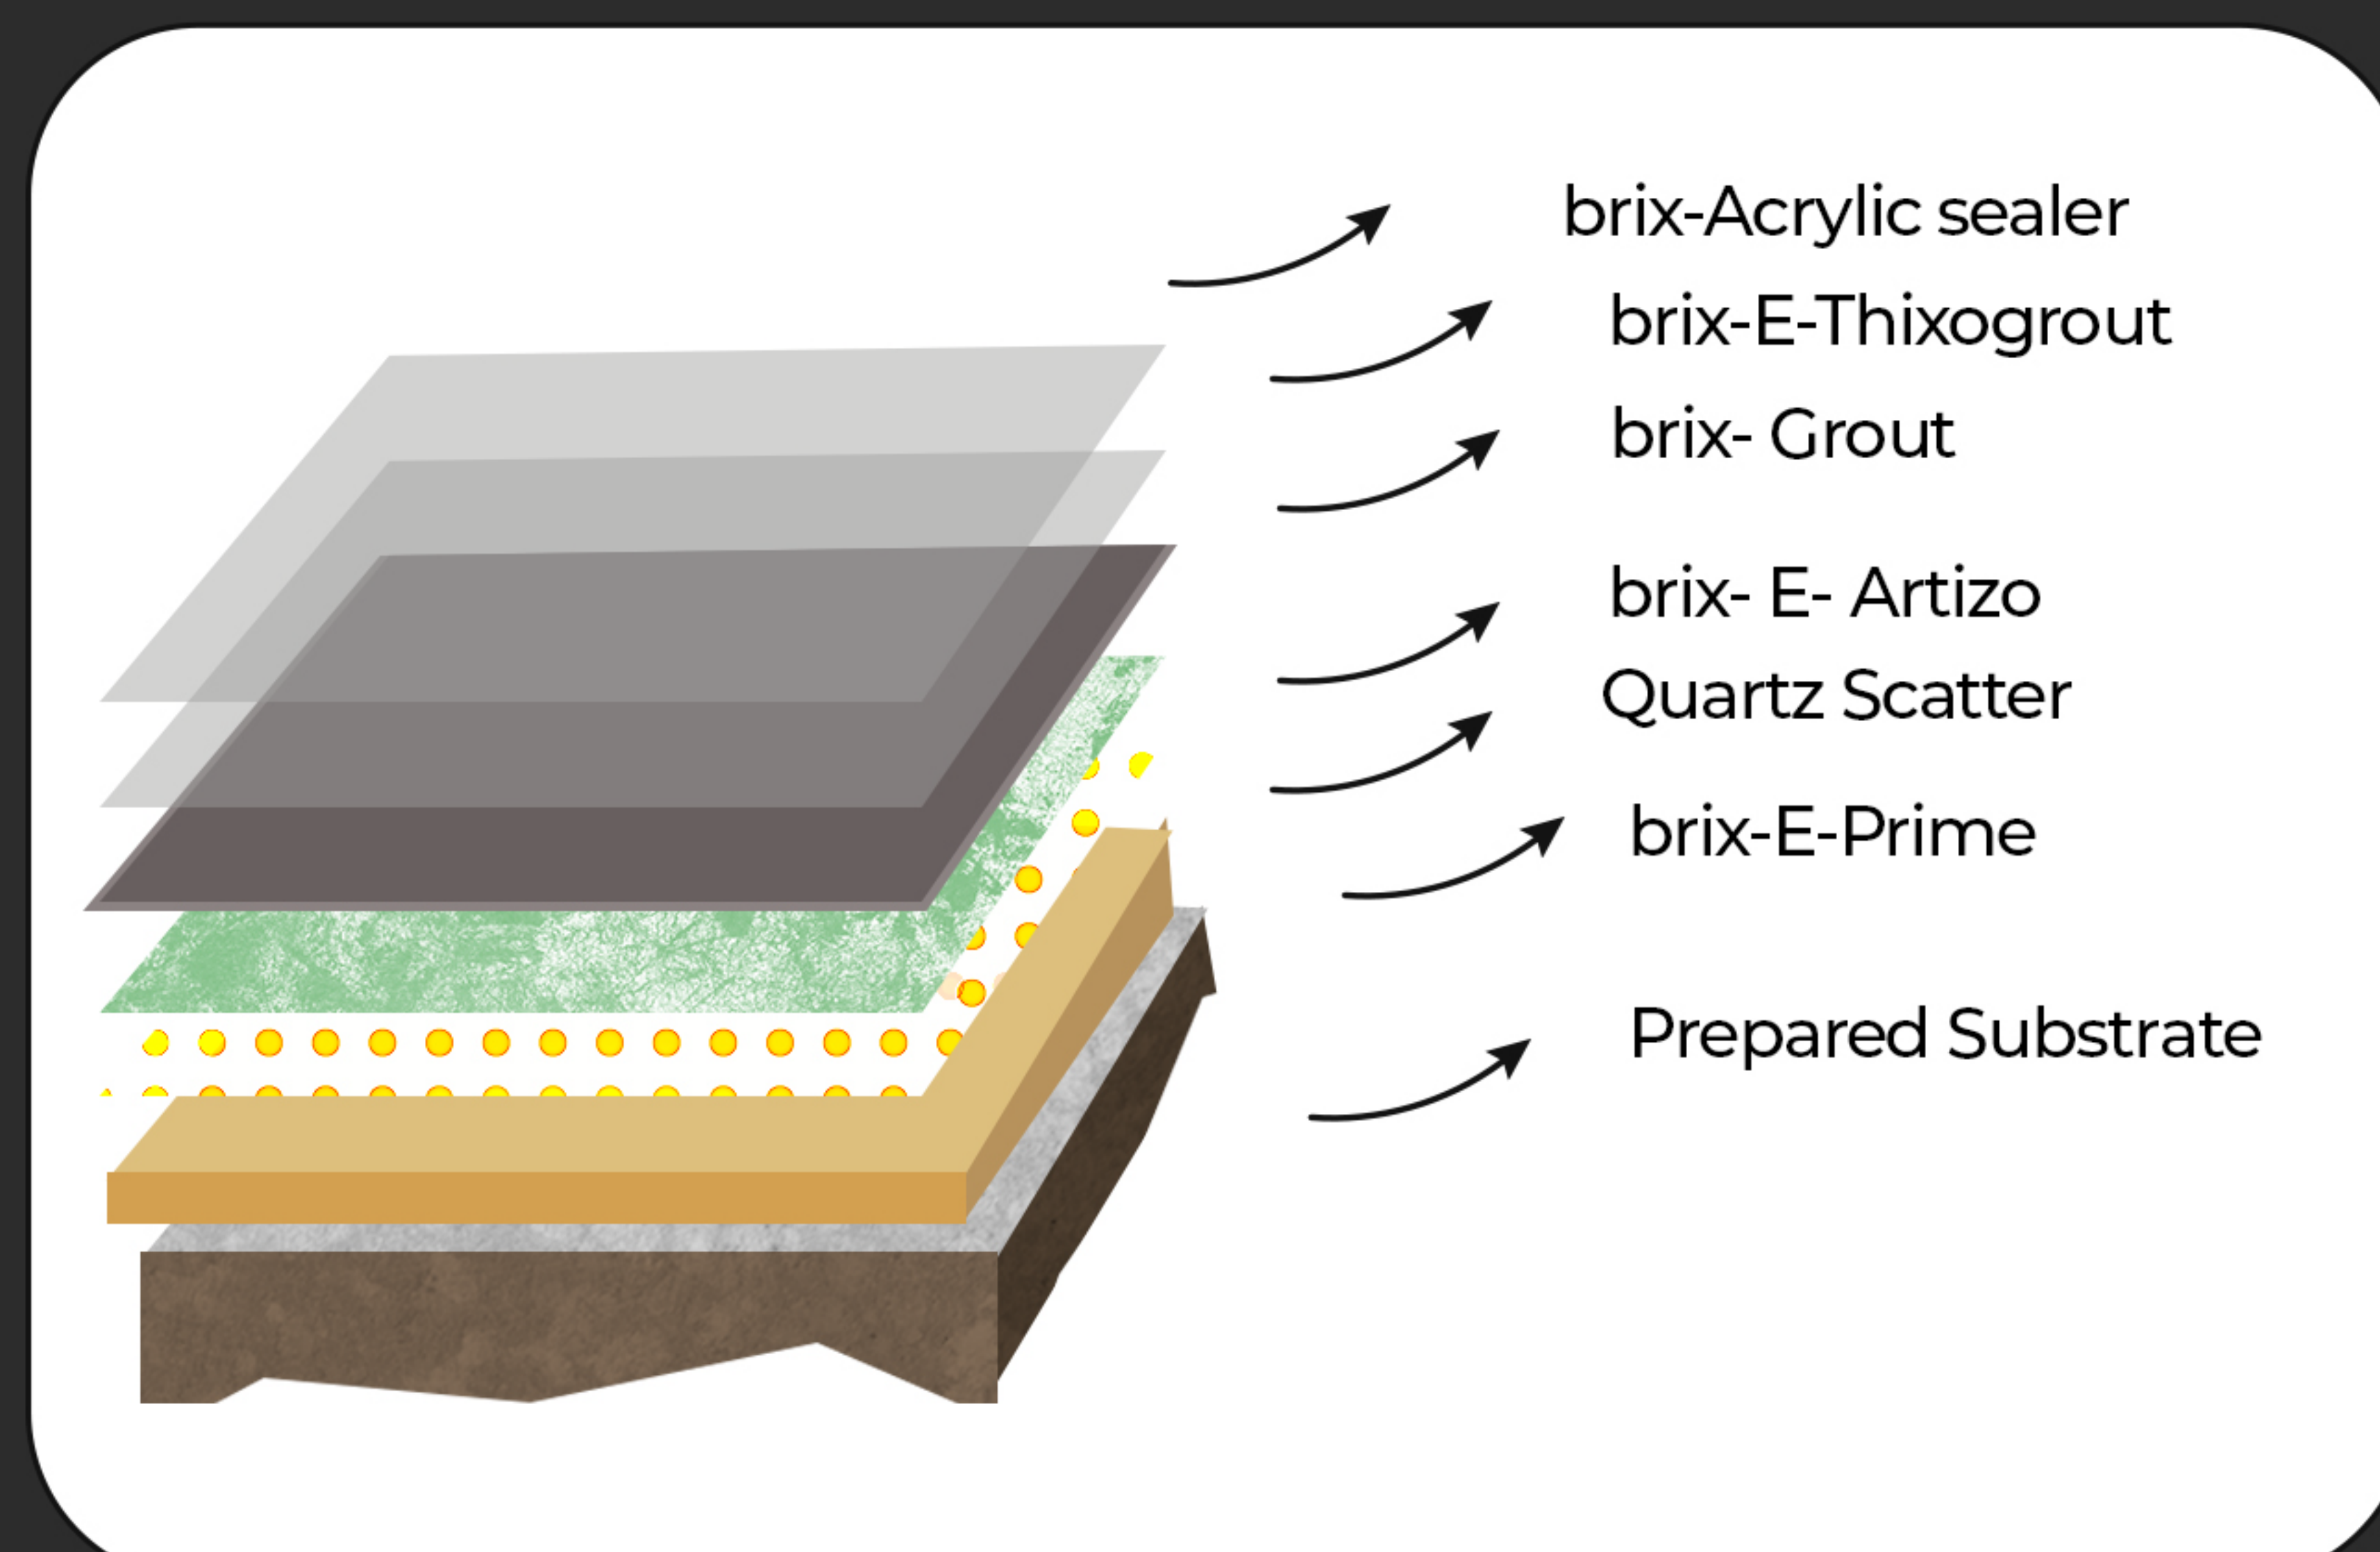 brix-Acrylic sealer
brix-E-Thixogrout
brix- Grout
brix- E- Artizo
Quartz Scatter
brix-E-Prime
Prepared Substrate